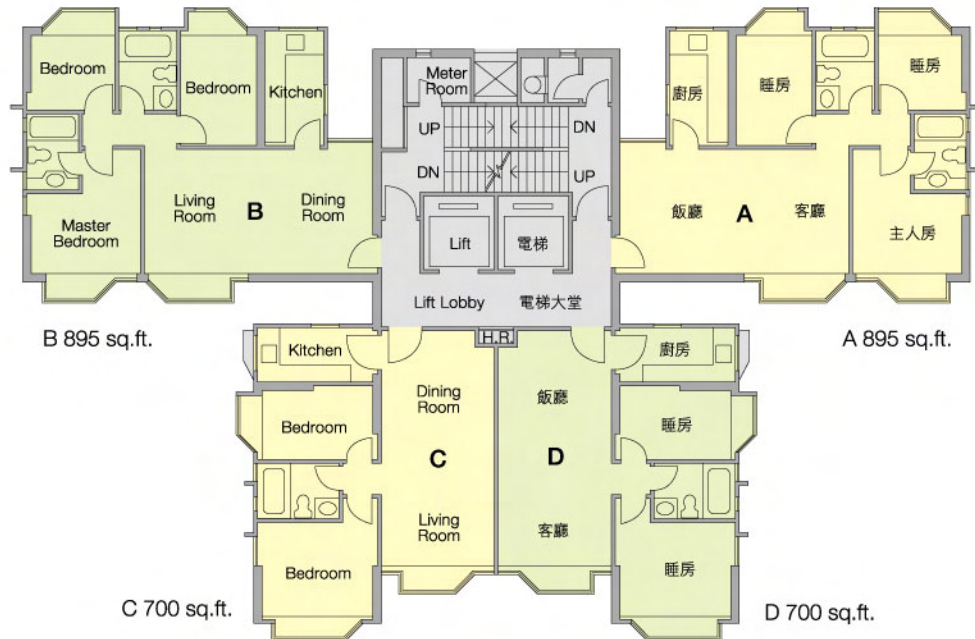 Bedroom
Bedroom
Kitchen
Meter
Room
廚房
睡房
睡房
UP
DN
DN
UP
Living
Room
B
Dining
Room
Master
Bedroom
Lift
電梯
飯廳
A
客廳
主人房
Lift Lobby
電梯大堂
B 895 sq.ft.
A 895 sq.ft.
H.R.
Kitchen
廚房
Dining
Room
飯廳
Bedroom
睡房
C
D
Living
Room
客廳
Bedroom
睡房
C 700 sq.ft.
D 700 sq.ft.